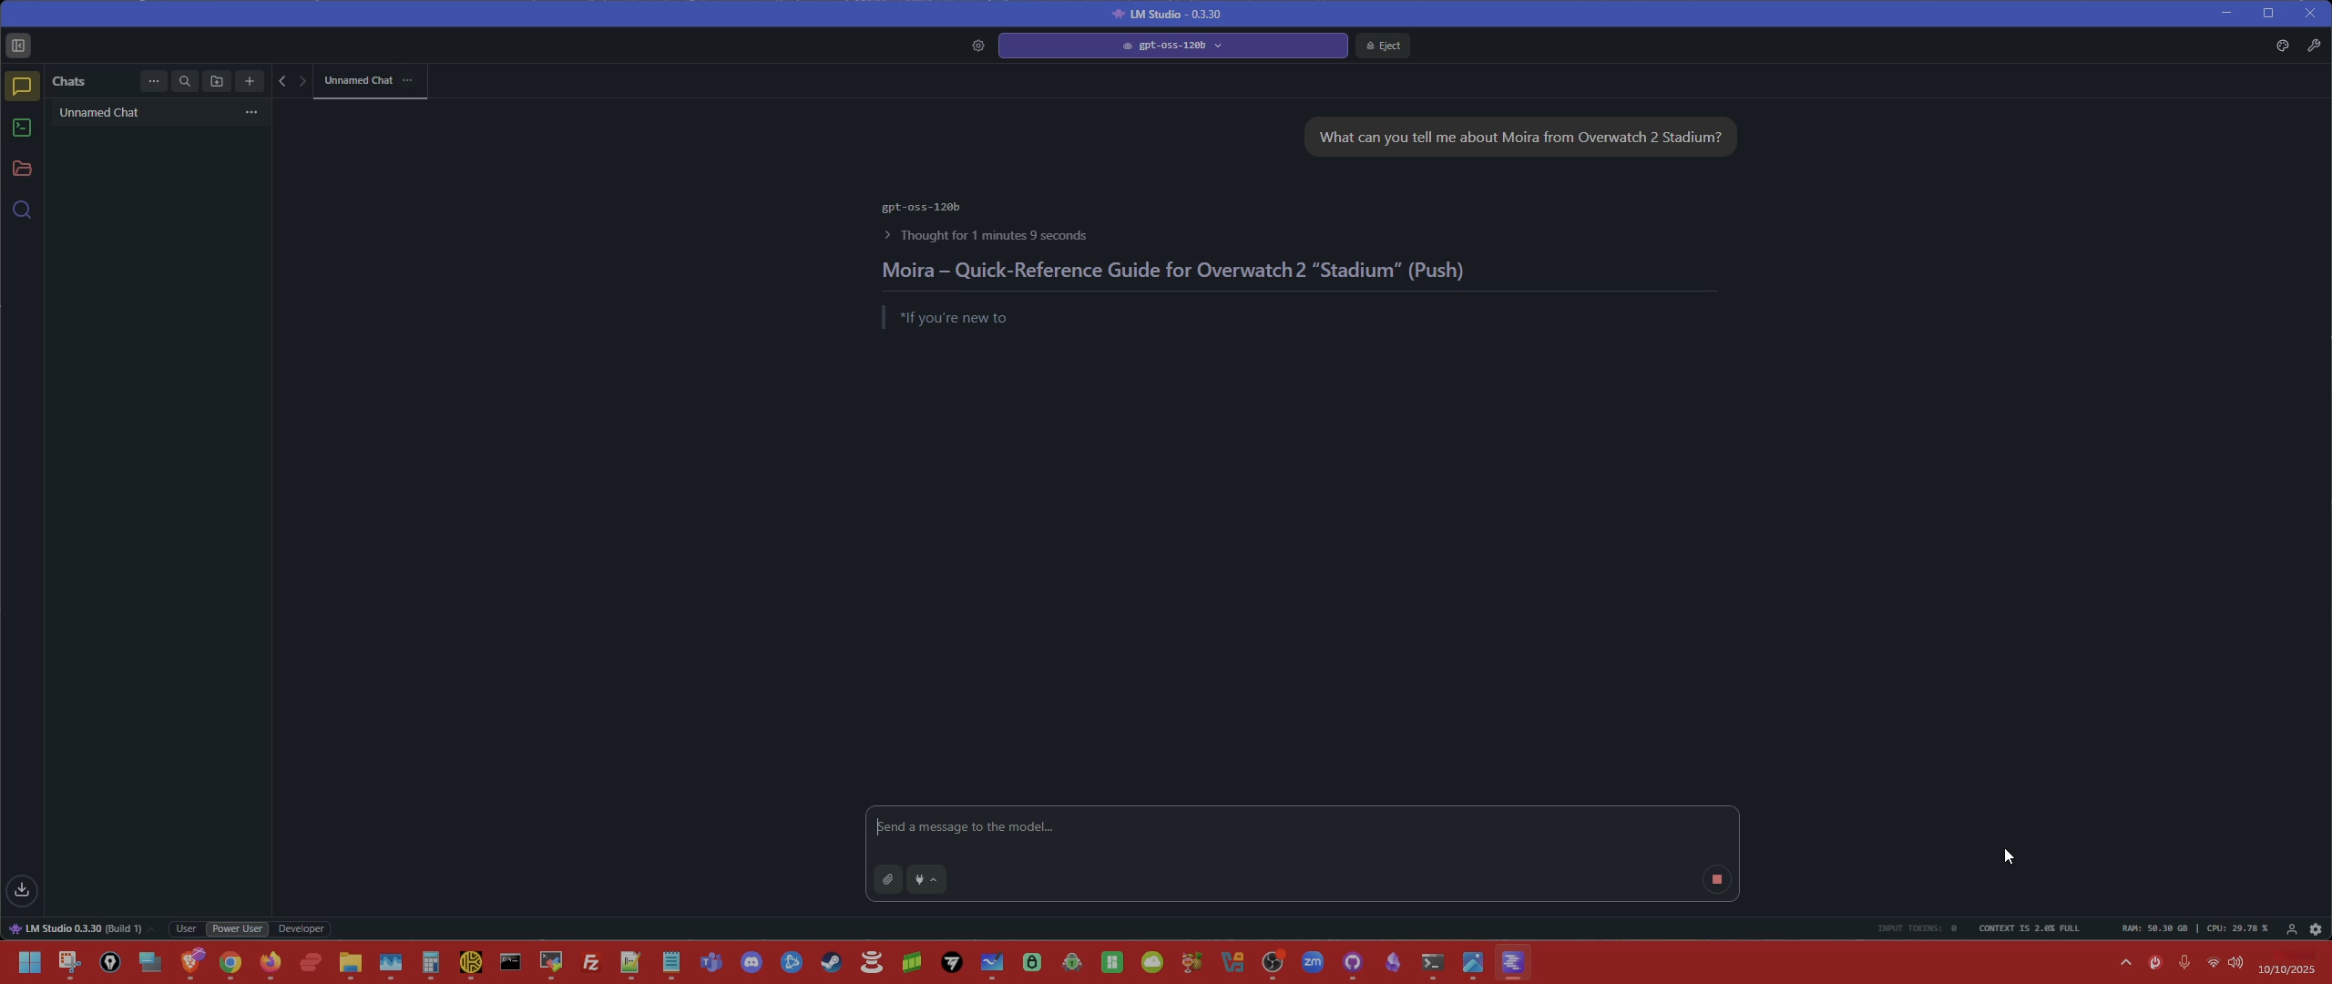 LM Studio - 0.3.30
gpt-oss-120b
Eject
Chats
Unnamed Chat
Unnamed Chat
What can you tell me about Moira from Overwatch 2 Stadium?
gpt-oss-120b
Thought for 1 minutes 9 seconds
Moira – Quick-Reference Guide for Overwatch 2 “Stadium” (Push)
*If you're new to
Send a message to the model...
LM Studio 0.3.30 (Build 1)
User
Power User
Developer
INPUT TOKENS: 0
CONTEXT IS 2.0% FULL
RAM: 50.30 GB | CPU: 29.78 %
Fz
zm
10/10/2025